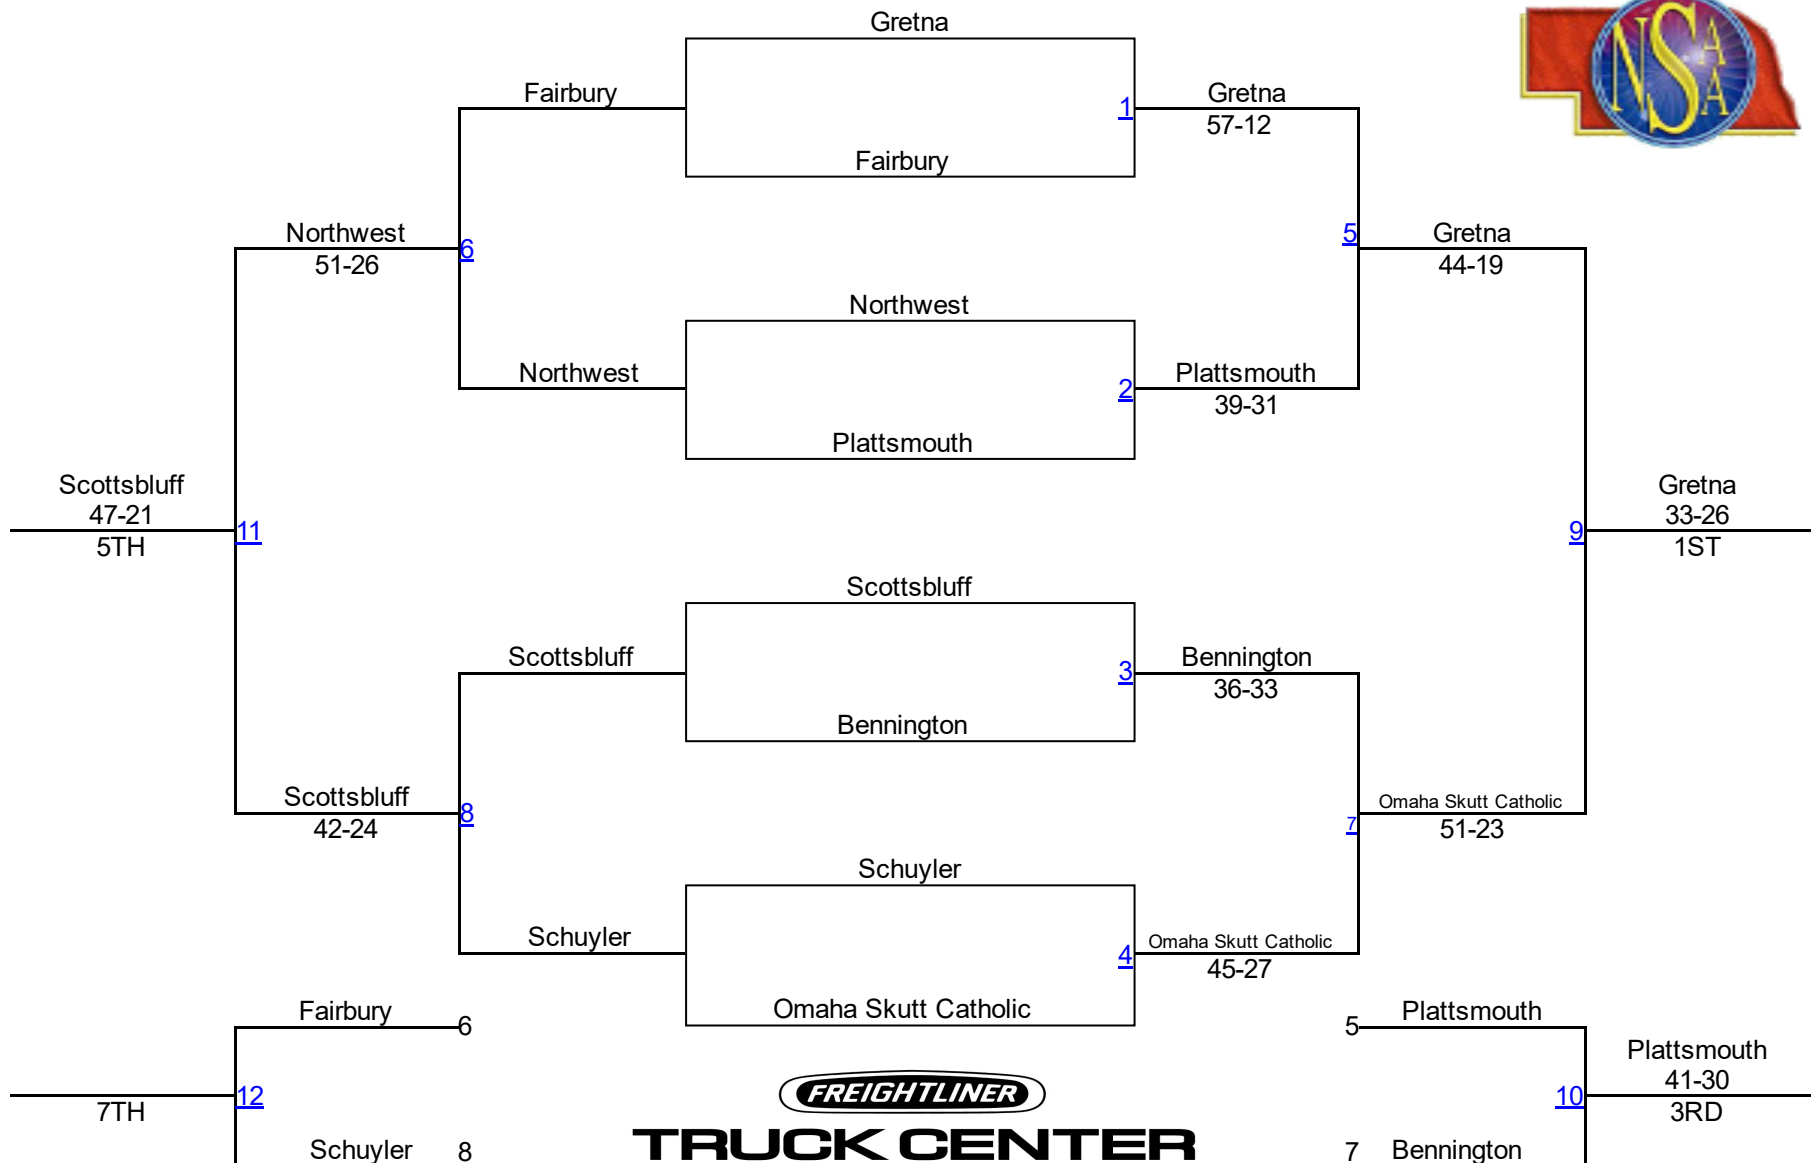 Gretna
NSAA
Fairbury
1
Gretna
57-12
Fairbury
Northwest
51-26
6
5
Gretna
44-19
Northwest
Northwest
2
Plattsmouth
39-31
Plattsmouth
Scottsbluff
47-21
5TH
11
9
Gretna
33-26
1ST
Scottsbluff
Scottsbluff
3
Bennington
36-33
Bennington
Scottsbluff
42-24
8
7
Omaha Skutt Catholic
51-23
Schuyler
Schuyler
4
Omaha Skutt Catholic
45-27
Omaha Skutt Catholic
Fairbury
6
5
Plattsmouth
7TH
12
FREIGHTLINER
10
Plattsmouth
41-30
3RD
Schuyler
8
TRUCK CENTER
7
Bennington